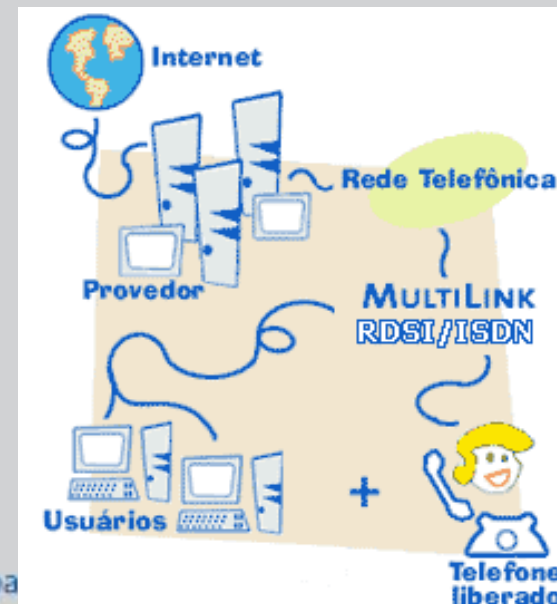 Internet
Rede Telefônica
Provedor
MULTILINK
RDSI/ISDN
Usuários
+
Telefone
liberado